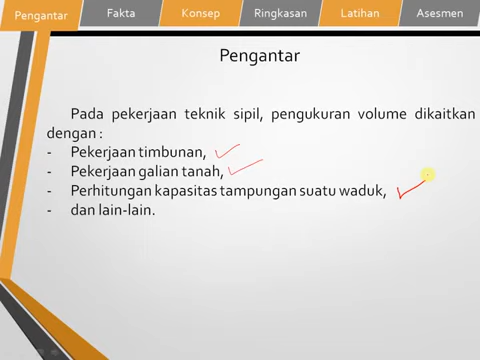 Pengantar Fakta Konsep Ringkasan Latihan Asesmen
Pengantar
Pada pekerjaan teknik sipil, pengukuran volume dikaitkan
dengan :
- Pekerjaan timbunan,
- Pekerjaan galian tanah,
- Perhitungan kapasitas tampungan suatu waduk,
- dan lain-lain.